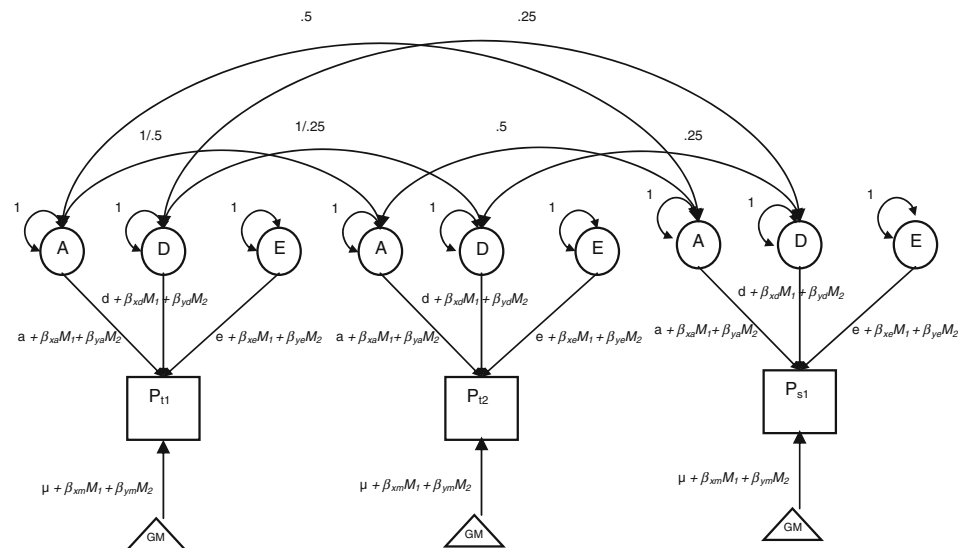 .5 .25
1/.5 1/.25 .5 .25
1 1 1 1 1 1 1 1 1
A D E A D E A D E
d + βxdM1 + βydM2 d + βxdM1 + βydM2 d + βxdM1 + βydM2
a + βxaM1+ βyaM2 e + βxeM1 + βyeM2 a + βxaM1+ βyaM2 e + βxeM1 + βyeM2 a + βxaM1+ βyaM2 e + βxeM1 + βyeM2
Pt1 Pt2 Ps1
μ + βxmM1 + βymM2 μ + βxmM1 + βymM2 μ + βxmM1 + βymM2
GM GM GM